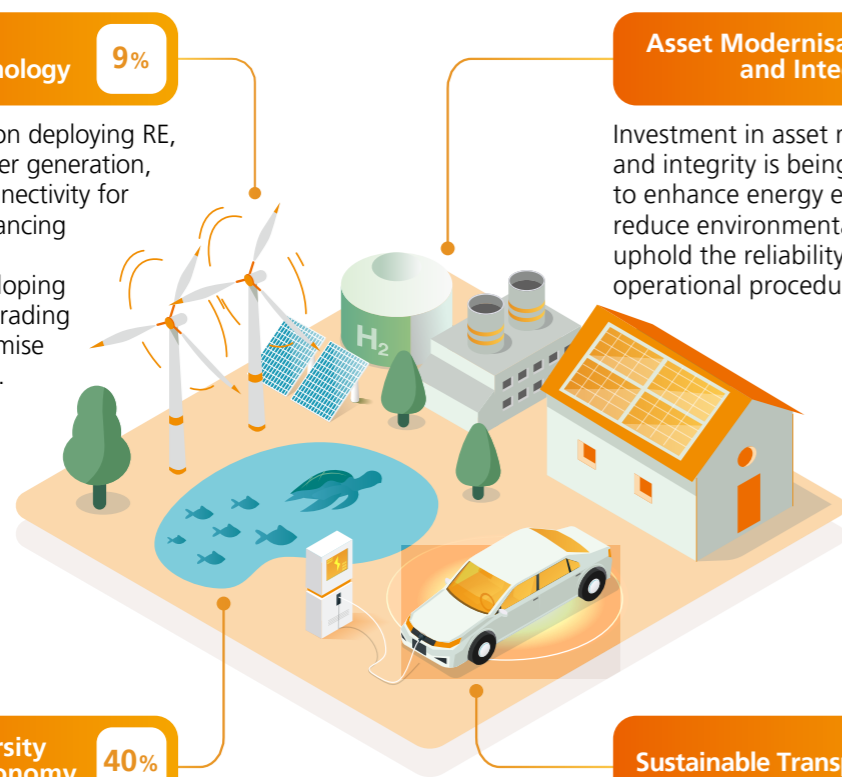 nology
9%
on deploying RE,
er generation,
nectivity for
ancing
loping
rading
mise
.
Asset Modernisa
and Inte
Investment in asset
and integrity is being
to enhance energy e
reduce environmenta
uphold the reliability
operational procedu
H₂
rsity
onomy
40%
Sustainable Transp